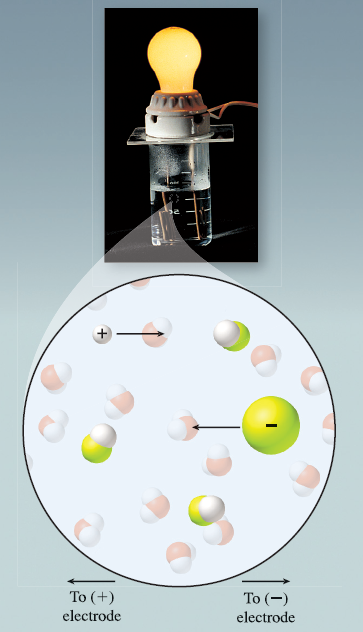 +
−
To (+)
electrode
To (−)
electrode